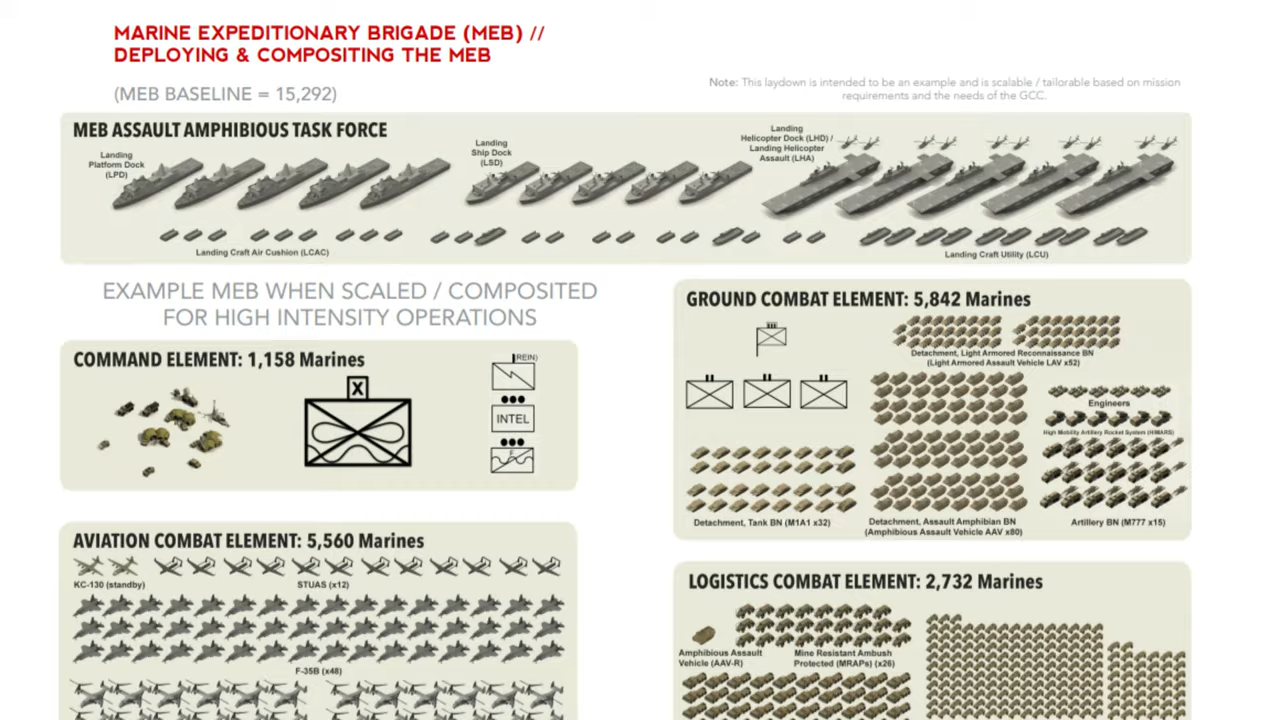 MARINE EXPEDITIONARY BRIGADE (MEB) //
DEPLOYING & COMPOSITING THE MEB
(MEB BASELINE = 15,292)
Note: This laydown is intended to be an example and is scalable / tailorable based on mission
requirements and the needs of the GCC.
MEB ASSAULT AMPHIBIOUS TASK FORCE
Landing
Platform Dock
(LPD)
Landing
Ship Dock
(LSD)
Landing
Helicopter Dock (LHD) /
Landing Helicopter
Assault (LHA)
Landing Craft Air Cushion (LCAC)
Landing Craft Utility (LCU)
EXAMPLE MEB WHEN SCALED / COMPOSITED
FOR HIGH INTENSITY OPERATIONS
COMMAND ELEMENT: 1,158 Marines
X
(REIN)
INTEL
F
GROUND COMBAT ELEMENT: 5,842 Marines
Detachment, Light Armored Reconnaissance BN
(Light Armored Assault Vehicle LAV x52)
Engineers
High Mobility Artillery Rocket System (HIMARS)
Detachment, Tank BN (M1A1 x32)
Detachment, Assault Amphibian BN
(Amphibious Assault Vehicle AAV x80)
Artillery BN (M777 x15)
AVIATION COMBAT ELEMENT: 5,560 Marines
KC-130 (standby)
STUAS (x12)
F-35B (x48)
LOGISTICS COMBAT ELEMENT: 2,732 Marines
Amphibious Assault
Vehicle (AAV-R)
Mine Resistant Ambush
Protected (MRAPs) (x26)